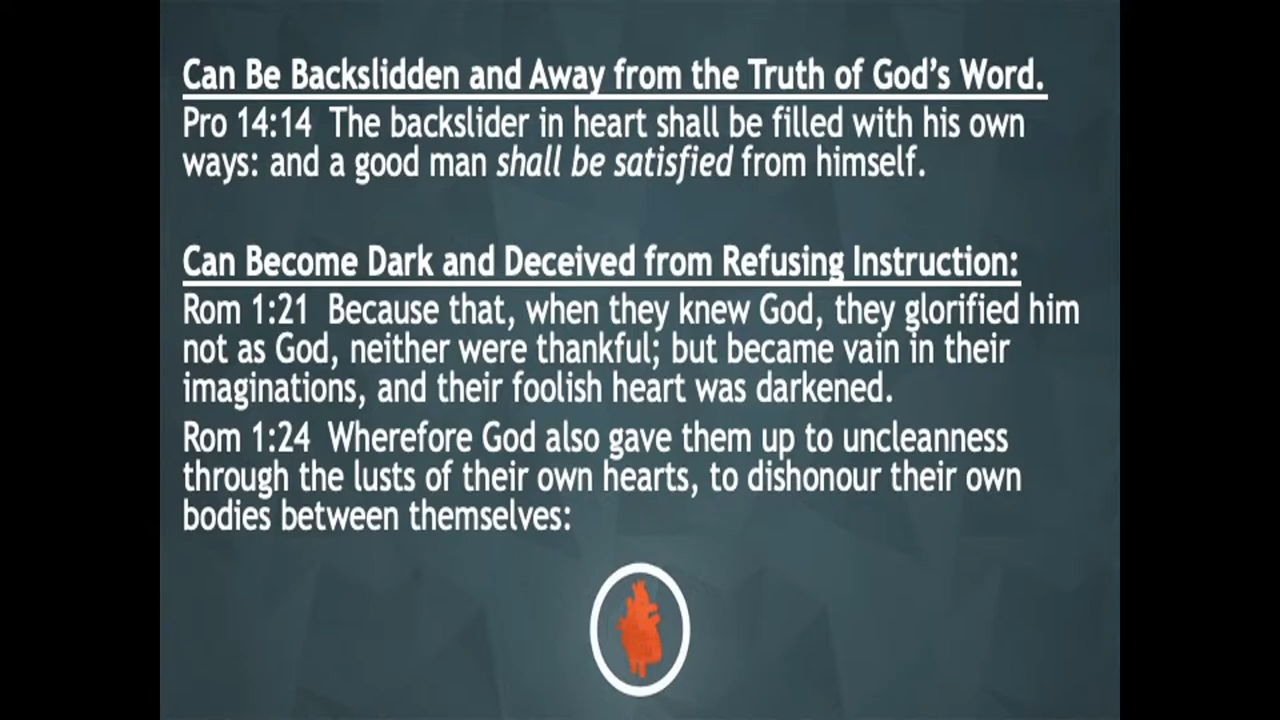 Can Be Backslidden and Away from the Truth of God's Word.
Pro 14:14 The backslider in heart shall be filled with his own
ways: and a good man shall be satisfied from himself.
Can Become Dark and Deceived from Refusing Instruction:
Rom 1:21 Because that, when they knew God, they glorified him
not as God, neither were thankful; but became vain in their
imaginations, and their foolish heart was darkened.
Rom 1:24 Wherefore God also gave them up to uncleanness
through the lusts of their own hearts, to dishonour their own
bodies between themselves: